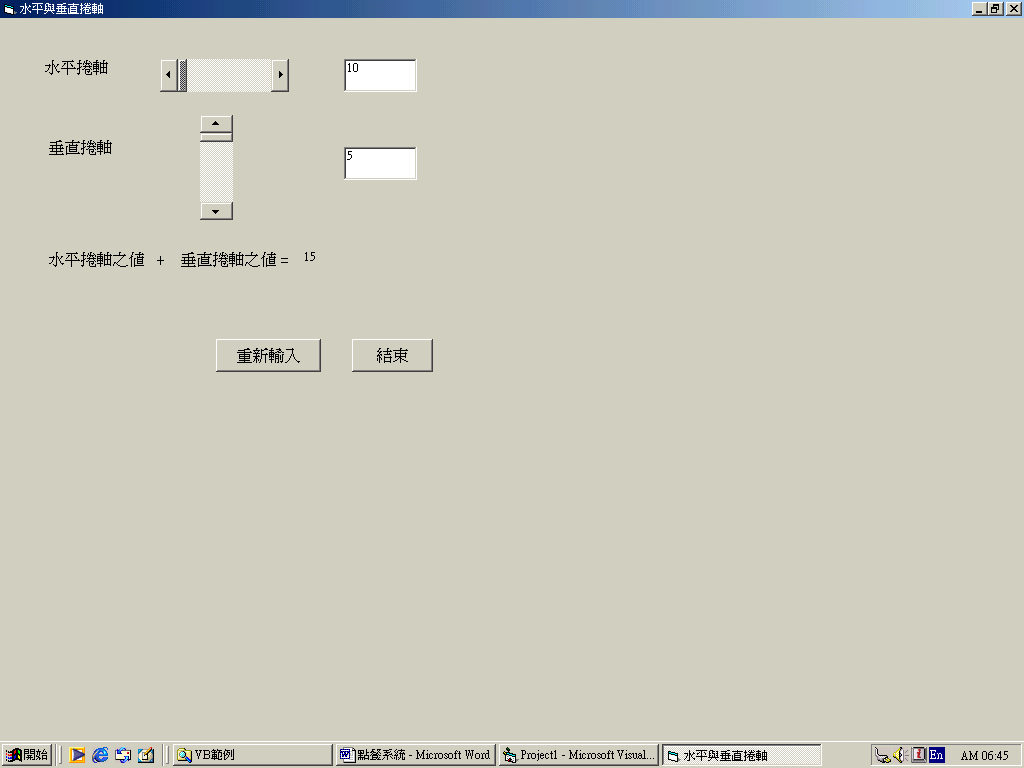 水平與垂直捲軸
水平捲軸
10
垂直捲軸
5
水平捲軸之值 + 垂直捲軸之值 = 15
重新輸入 結束
開始 VB範例 點餐系統 - Microsoft Word Project1 - Microsoft Visual... 水平與垂直捲軸 En AM 06:45